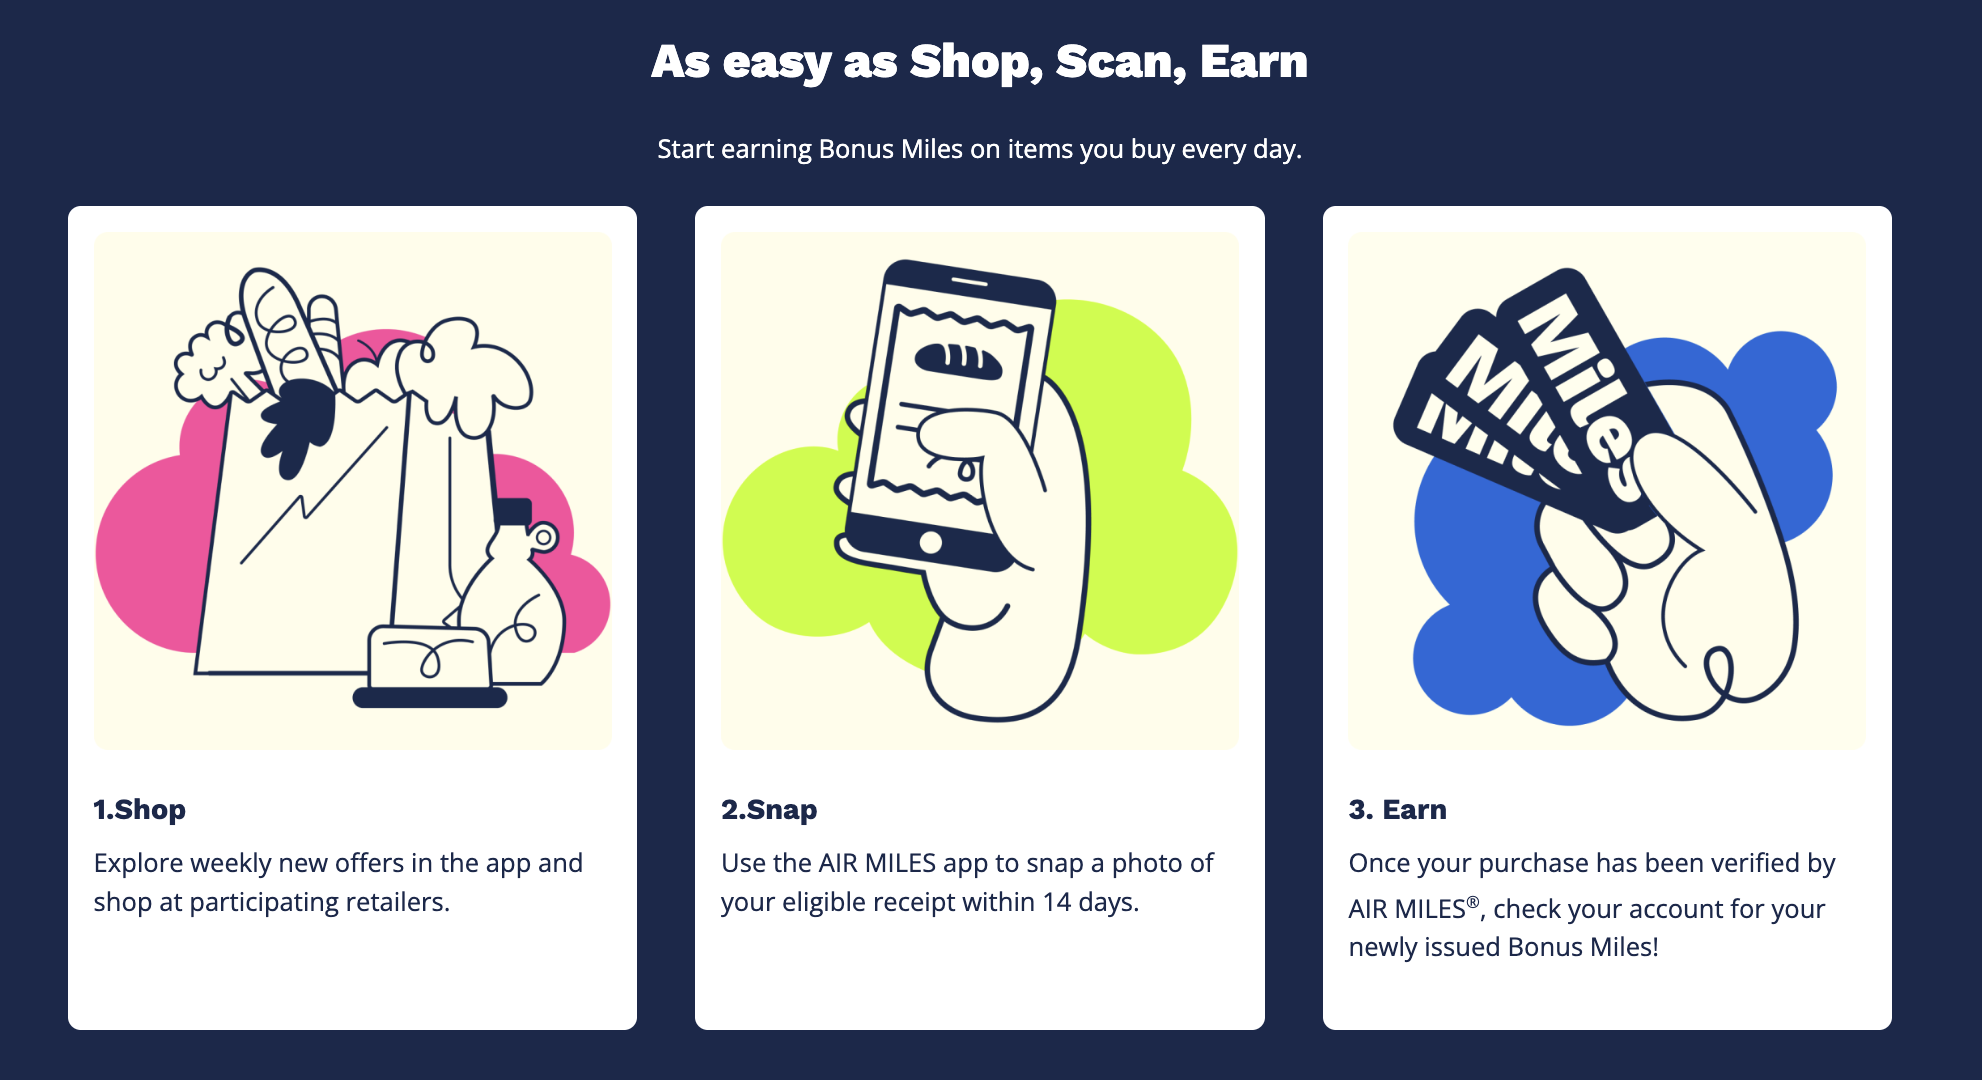 As easy as Shop, Scan, Earn
Start earning Bonus Miles on items you buy every day.
Miles
1.Shop
Explore weekly new offers in the app and
shop at participating retailers.
2.Snap
Use the AIR MILES app to snap a photo of
your eligible receipt within 14 days.
3. Earn
Once your purchase has been verified by
AIR MILES®, check your account for your
newly issued Bonus Miles!